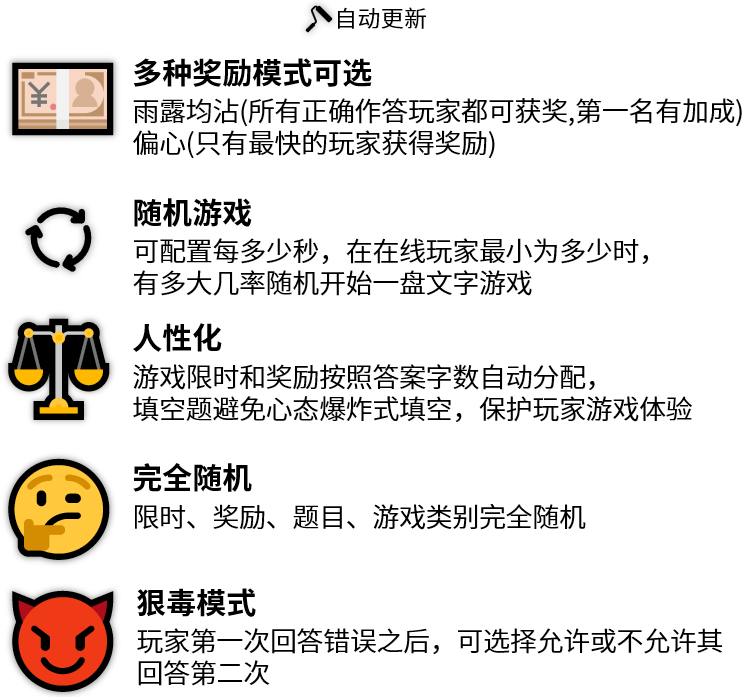 自动更新
多种奖励模式可选
雨露均沾(所有正确作答玩家都可获奖,第一名有加成)
偏心(只有最快的玩家获得奖励)
随机游戏
可配置每多少秒，在在线玩家最小为多少时，
有多大几率随机开始一盘文字游戏
人性化
游戏限时和奖励按照答案字数自动分配，
填空题避免心态爆炸式填空，保护玩家游戏体验
完全随机
限时、奖励、题目、游戏类别完全随机
狠毒模式
玩家第一次回答错误之后，可选择允许或不允许其
回答第二次